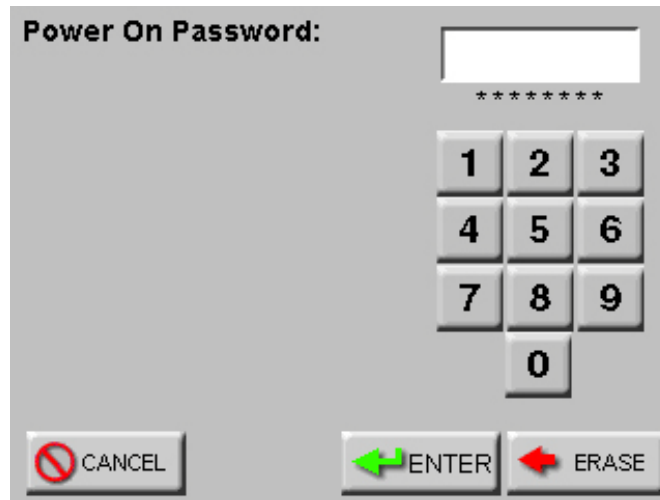 Power On Password:
********
1 2 3
4 5 6
7 8 9
0
CANCEL ENTER ERASE